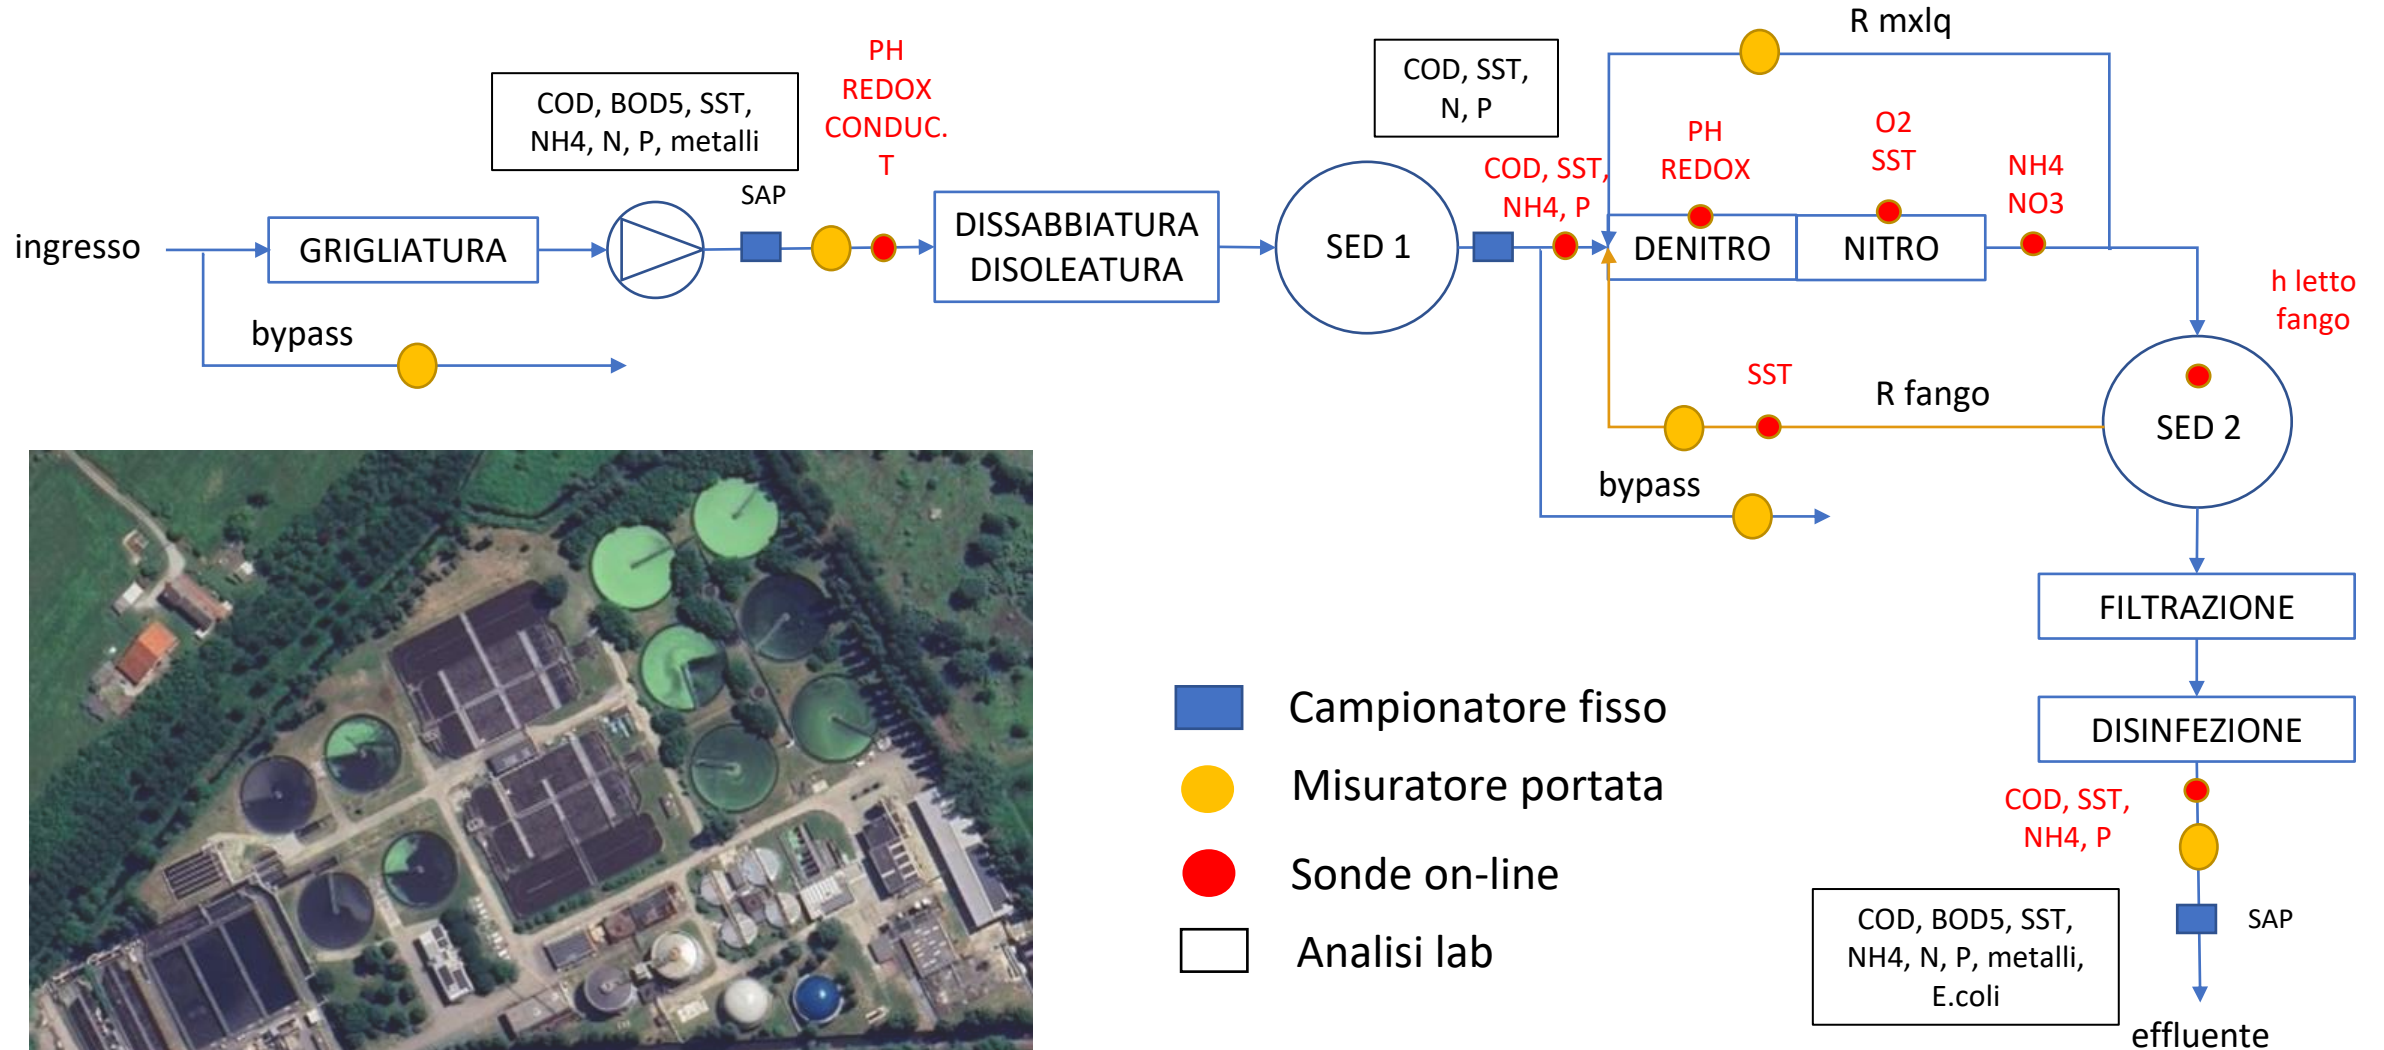 R mxlq
PH
REDOX
CONDUC.
T
COD, BOD5, SST,
NH4, N, P, metalli
COD, SST,
N, P
SAP
COD, SST,
NH4, P
PH
REDOX
O2
SST
NH4
NO3
ingresso
GRIGLIATURA
DISSABBIATURA
DISOLEATURA
SED 1
DENITRO
NITRO
h letto
fango
bypass
SST
R fango
SED 2
bypass
FILTRAZIONE
DISINFEZIONE
COD, SST,
NH4, P
COD, BOD5, SST,
NH4, N, P, metalli,
E.coli
SAP
effluente
Campionatore fisso
Misuratore portata
Sonde on-line
Analisi lab